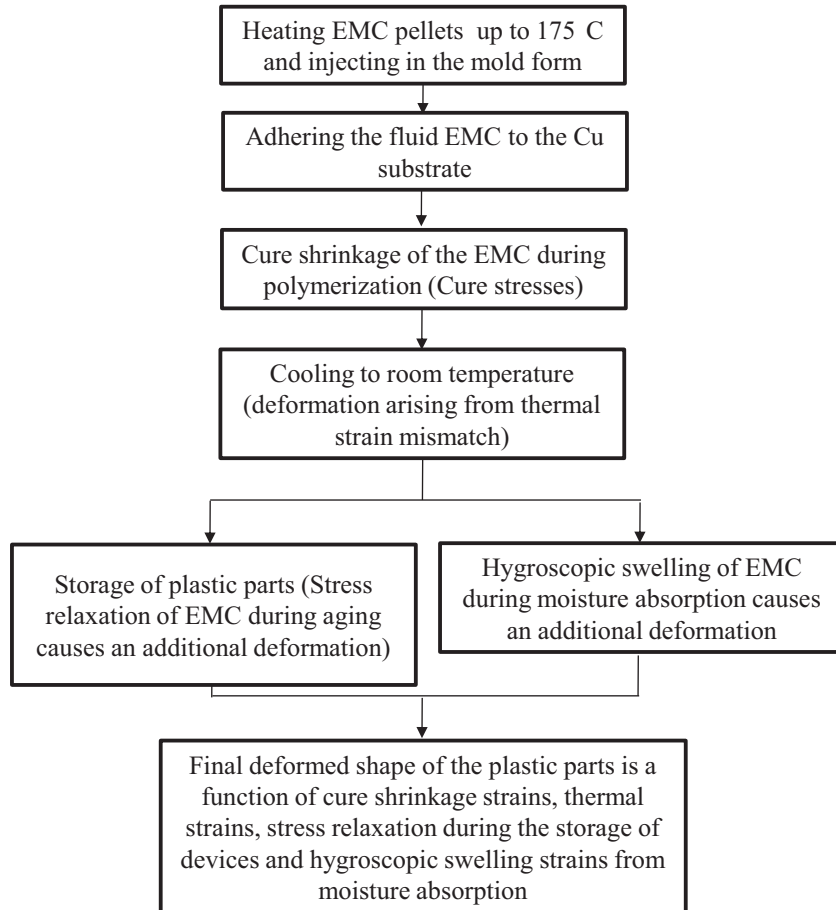 Heating EMC pellets up to 175 C
and injecting in the mold form
Adhering the fluid EMC to the Cu
substrate
Cure shrinkage of the EMC during
polymerization (Cure stresses)
Cooling to room temperature
(deformation arising from thermal
strain mismatch)
Storage of plastic parts (Stress
relaxation of EMC during aging
causes an additional deformation)
Hygroscopic swelling of EMC
during moisture absorption causes
an additional deformation
Final deformed shape of the plastic parts is a
function of cure shrinkage strains, thermal
strains, stress relaxation during the storage of
devices and hygroscopic swelling strains from
moisture absorption